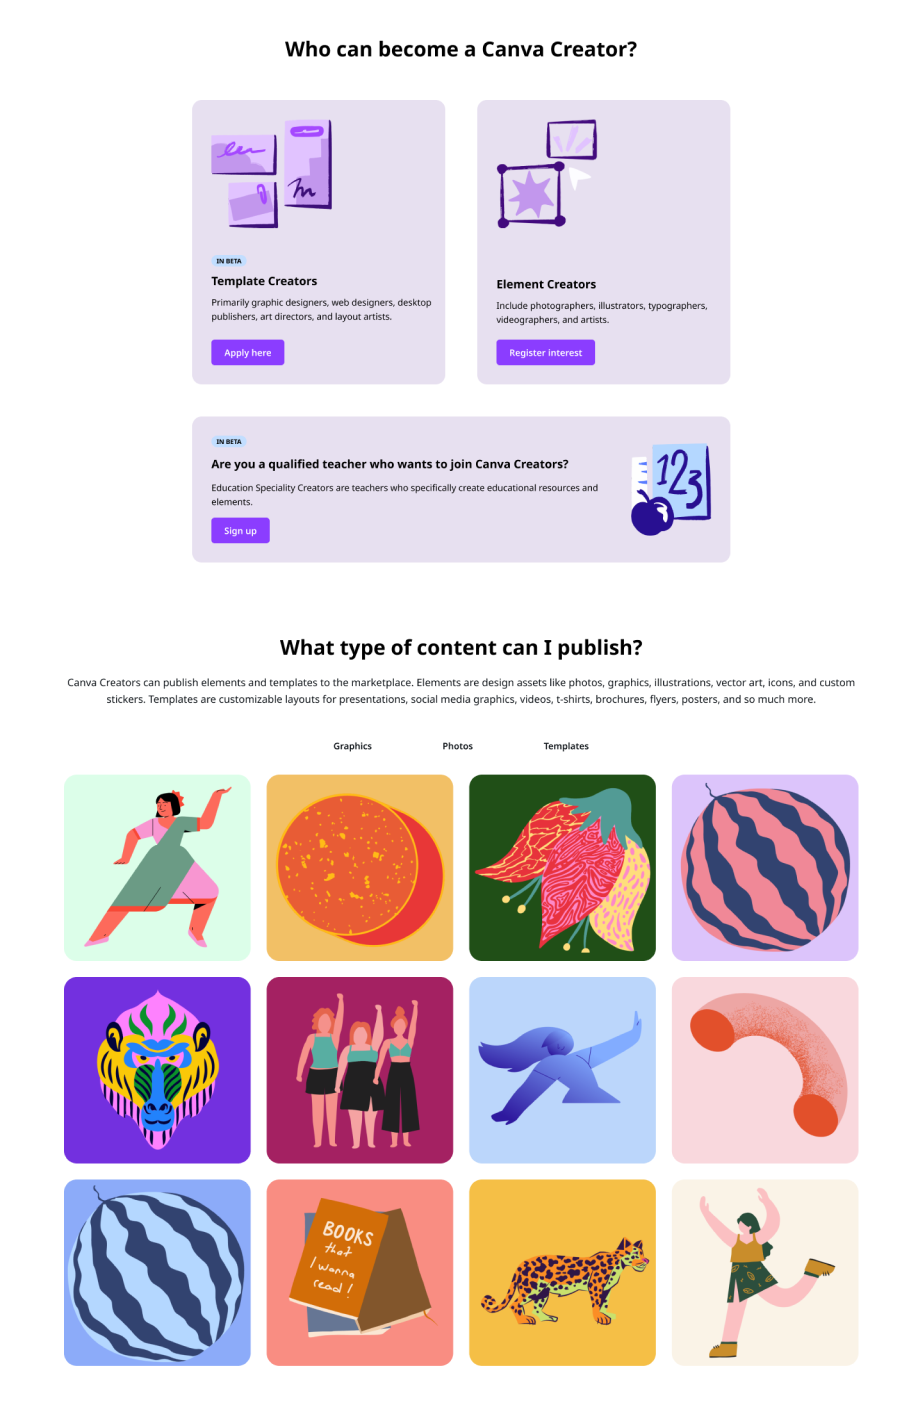 Who can become a Canva Creator?
IN BETA
Template Creators
Primarily graphic designers, web designers, desktop
publishers, art directors, and layout artists.
Apply here
Element Creators
Include photographers, illustrators, typographers,
videographers, and artists.
Register interest
IN BETA
Are you a qualified teacher who wants to join Canva Creators?
Education Speciality Creators are teachers who specifically create educational resources and
elements.
Sign up
123
What type of content can I publish?
Canva Creators can publish elements and templates to the marketplace. Elements are design assets like photos, graphics, illustrations, vector art, icons, and custom
stickers. Templates are customizable layouts for presentations, social media graphics, videos, t-shirts, brochures, flyers, posters, and so much more.
Graphics
Photos
Templates
BOOKS
that
I wanna
read!